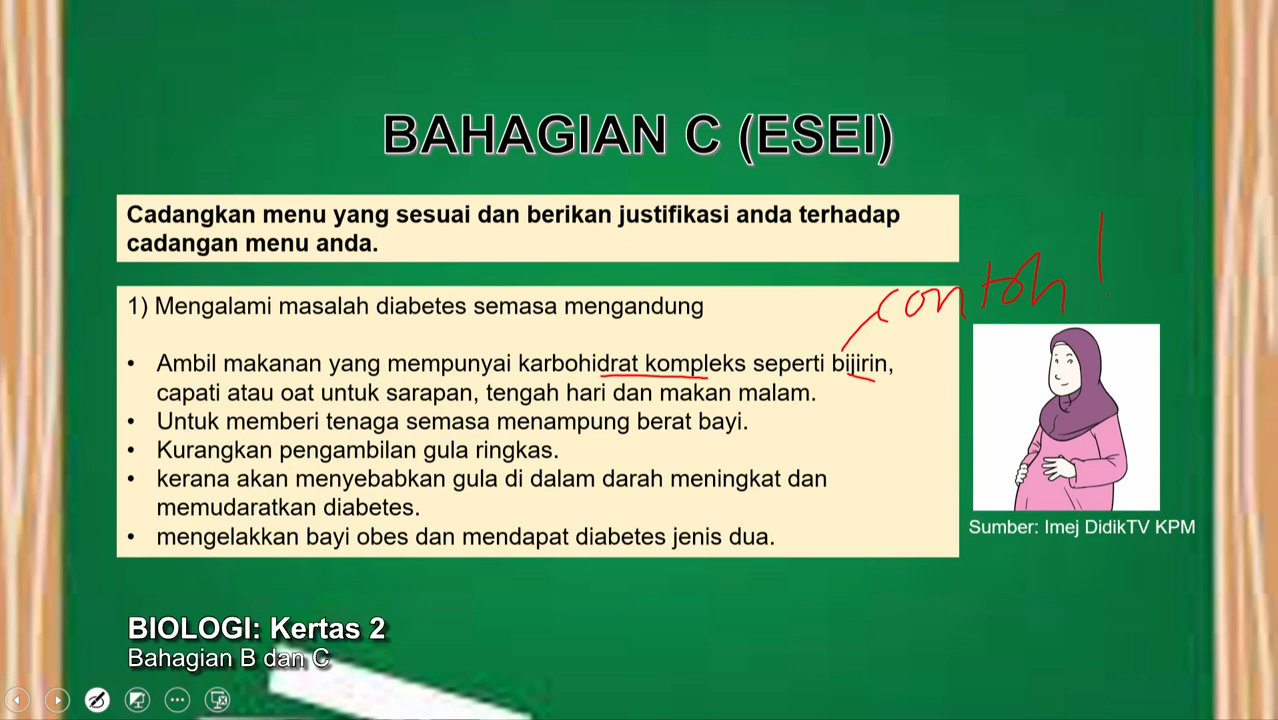 BAHAGIAN C (ESEI)
Cadangkan menu yang sesuai dan berikan justifikasi anda terhadap
cadangan menu anda.
contoh!
1) Mengalami masalah diabetes semasa mengandung
• Ambil makanan yang mempunyai karbohidrat kompleks seperti bijirin,
capati atau oat untuk sarapan, tengah hari dan makan malam.
• Untuk memberi tenaga semasa menampung berat bayi.
• Kurangkan pengambilan gula ringkas.
• kerana akan menyebabkan gula di dalam darah meningkat dan
memudaratkan diabetes.
• mengelakkan bayi obes dan mendapat diabetes jenis dua.
Sumber: Imej DidikTV KPM
BIOLOGI: Kertas 2
Bahagian B dan C